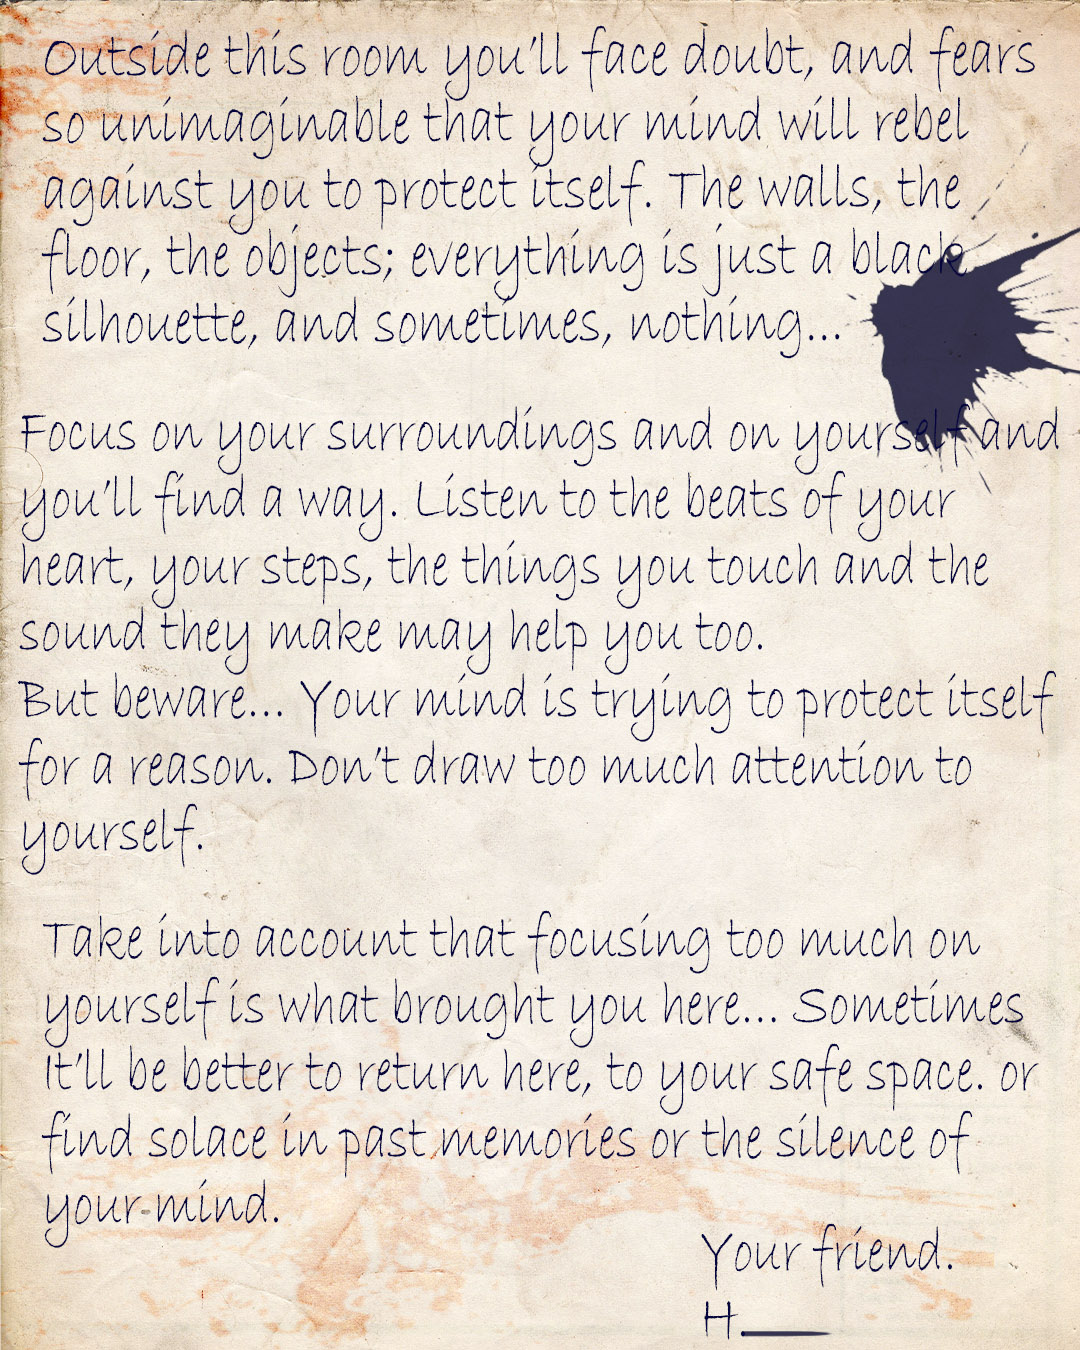 Outside this room you'll face doubt, and fears
so unimaginable that your mind will rebel
against you to protect itself. The walls, the
floor, the objects; everything is just a black
silhouette, and sometimes, nothing...
Focus on your surroundings and on yourself and
you'll find a way. Listen to the beats of your
heart, your steps, the things you touch and the
sound they make may help you too.
But beware... Your mind is trying to protect itself
for a reason. Don't draw too much attention to
yourself.
Take into account that focusing too much on
yourself is what brought you here... Sometimes
It'll be better to return here, to your safe space. or
find solace in past memories or the silence of
your mind.
Your friend.
H.